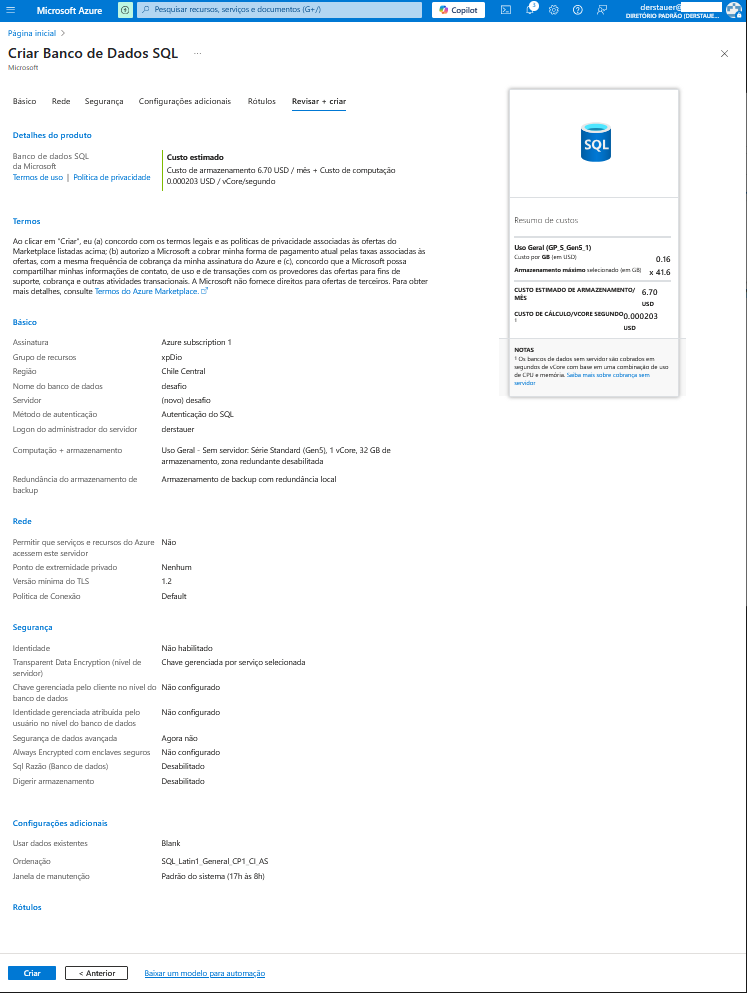 Microsoft Azure
Pesquisar recursos, serviços e documentos (G+/)
Copilot
3
derstauer@
DIRETÓRIO PADRÃO (DERSTAUE...
Página inicial >
Criar Banco de Dados SQL ...
Microsoft
Básico Rede Segurança Configurações adicionais Rótulos Revisar + criar
Detalhes do produto
Banco de dados SQL
da Microsoft
Termos de uso | Política de privacidade
Custo estimado
Custo de armazenamento 6.70 USD / mês + Custo de computação
0.000203 USD / vCore/segundo
Termos
Ao clicar em "Criar", eu (a) concordo com os termos legais e as políticas de privacidade associadas às ofertas do
Marketplace listadas acima; (b) autorizo a Microsoft a cobrar minha forma de pagamento atual pelas taxas associadas às
ofertas, com a mesma frequência de cobrança da minha assinatura do Azure e (c), concordo que a Microsoft possa
compartilhar minhas informações de contato, de uso e de transações com os provedores das ofertas para fins de
suporte, cobrança e outras atividades transacionais. A Microsoft não fornece direitos para ofertas de terceiros. Para obter
mais detalhes, consulte Termos do Azure Marketplace.
Básico
Assinatura Azure subscription 1
Grupo de recursos xpDio
Região Chile Central
Nome do banco de dados desafio
Servidor (novo) desafio
Método de autenticação Autenticação do SQL
Logon do administrador do servidor derstauer
Computação + armazenamento Uso Geral - Sem servidor: Série Standard (Gen5), 1 vCore, 32 GB de
armazenamento, zona redundante desabilitada
Redundância do armazenamento de Armazenamento de backup com redundância local
backup
Rede
Permitir que serviços e recursos do Azure Não
acessem este servidor
Ponto de extremidade privado Nenhum
Versão mínima do TLS 1.2
Política de Conexão Default
Segurança
Identidade Não habilitado
Transparent Data Encryption (nível de Chave gerenciada por serviço selecionada
servidor)
Chave gerenciada pelo cliente no nível do Não configurado
banco de dados
Identidade gerenciada atribuída pelo Não configurado
usuário no nível do banco de dados
Segurança de dados avançada Agora não
Always Encrypted com enclaves seguros Não configurado
Sql Razão (Banco de dados) Desabilitado
Digerir armazenamento Desabilitado
Configurações adicionais
Usar dados existentes Blank
Ordenação SQL_Latin1_General_CP1_CI_AS
Janela de manutenção Padrão do sistema (17h às 8h)
Rótulos
SQL
Resumo de custos
Uso Geral (GP_S_Gen5_1)
Custo por GB (em USD) 0.16
Armazenamento máximo selecionado (em GB) x 41.6
CUSTO ESTIMADO DE ARMAZENAMENTO/ 6.70
MÊS USD
CUSTO DE CÁLCULO/VCORE SEGUNDO 0.000203
1 USD
NOTAS
1 Os bancos de dados sem servidor são cobrados em
segundos de vCore com base em uma combinação de uso
de CPU e memória. Saiba mais sobre cobrança sem
servidor
Criar < Anterior Baixar um modelo para automação